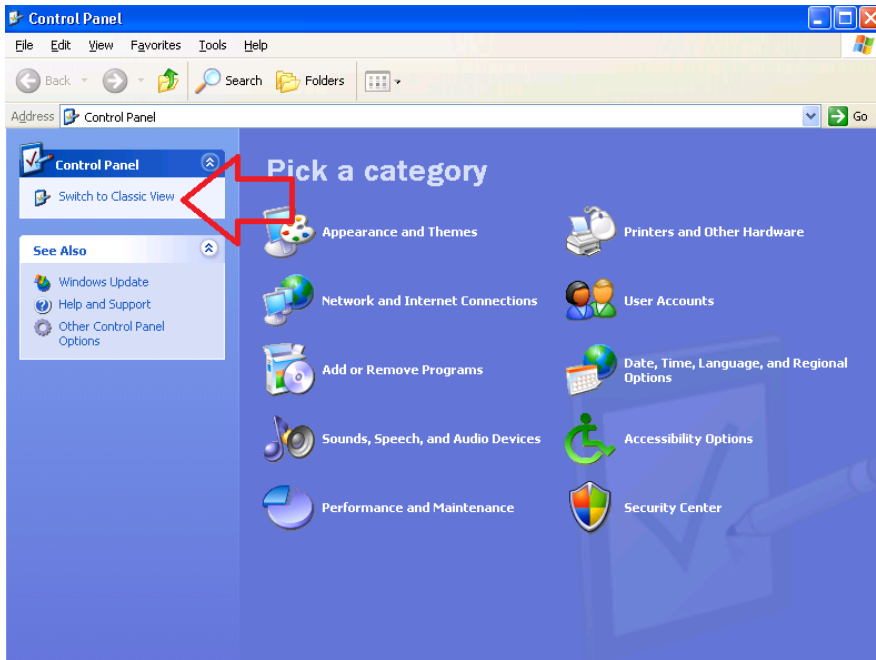 Control Panel
File Edit View Favorites Tools Help
Back Search Folders
Address Control Panel Go
Control Panel
Switch to Classic View
See Also
Windows Update
Help and Support
Other Control Panel
Options
Pick a category
Appearance and Themes
Printers and Other Hardware
Network and Internet Connections
User Accounts
Add or Remove Programs
Date, Time, Language, and Regional
Options
Sounds, Speech, and Audio Devices
Accessibility Options
Performance and Maintenance
Security Center